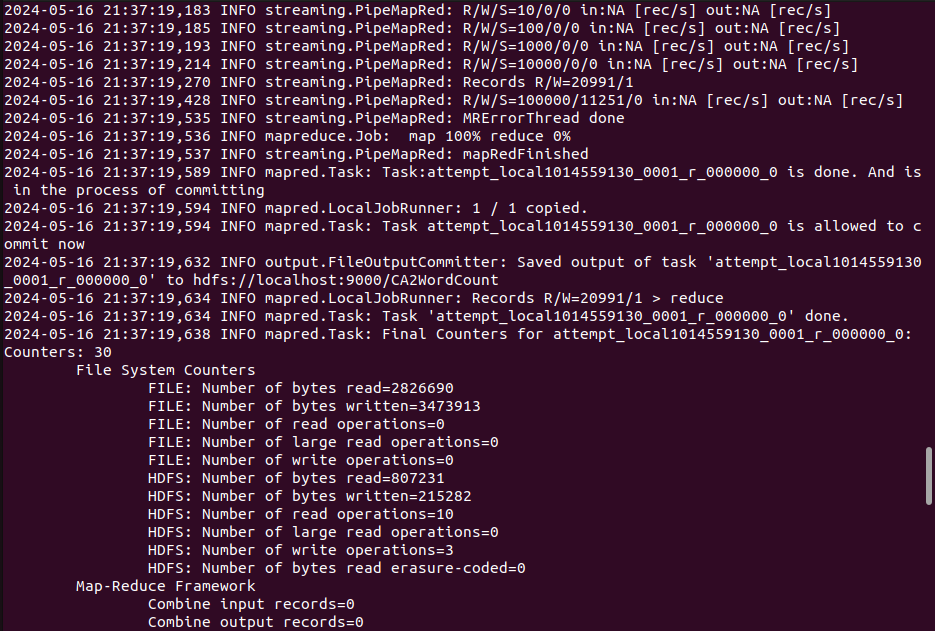 2024-05-16 21:37:19,183 INFO streaming.PipeMapRed: R/W/S=10/0/0 in:NA [rec/s] out:NA [rec/s]
2024-05-16 21:37:19,185 INFO streaming.PipeMapRed: R/W/S=100/0/0 in:NA [rec/s] out:NA [rec/s]
2024-05-16 21:37:19,193 INFO streaming.PipeMapRed: R/W/S=1000/0/0 in:NA [rec/s] out:NA [rec/s]
2024-05-16 21:37:19,214 INFO streaming.PipeMapRed: R/W/S=10000/0/0 in:NA [rec/s] out:NA [rec/s]
2024-05-16 21:37:19,270 INFO streaming.PipeMapRed: Records R/W=20991/1
2024-05-16 21:37:19,428 INFO streaming.PipeMapRed: R/W/S=100000/11251/0 in:NA [rec/s] out:NA [rec/s]
2024-05-16 21:37:19,535 INFO streaming.PipeMapRed: MRErrorThread done
2024-05-16 21:37:19,536 INFO mapreduce.Job:  map 100% reduce 0%
2024-05-16 21:37:19,537 INFO streaming.PipeMapRed: mapRedFinished
2024-05-16 21:37:19,589 INFO mapred.Task: Task:attempt_local1014559130_0001_r_000000_0 is done. And is
 in the process of committing
2024-05-16 21:37:19,594 INFO mapred.LocalJobRunner: 1 / 1 copied.
2024-05-16 21:37:19,594 INFO mapred.Task: Task attempt_local1014559130_0001_r_000000_0 is allowed to c
ommit now
2024-05-16 21:37:19,632 INFO output.FileOutputCommitter: Saved output of task 'attempt_local1014559130
_0001_r_000000_0' to hdfs://localhost:9000/CA2WordCount
2024-05-16 21:37:19,634 INFO mapred.LocalJobRunner: Records R/W=20991/1 > reduce
2024-05-16 21:37:19,634 INFO mapred.Task: Task 'attempt_local1014559130_0001_r_000000_0' done.
2024-05-16 21:37:19,638 INFO mapred.Task: Final Counters for attempt_local1014559130_0001_r_000000_0:
Counters: 30
        File System Counters
                FILE: Number of bytes read=2826690
                FILE: Number of bytes written=3473913
                FILE: Number of read operations=0
                FILE: Number of large read operations=0
                FILE: Number of write operations=0
                HDFS: Number of bytes read=807231
                HDFS: Number of bytes written=215282
                HDFS: Number of read operations=10
                HDFS: Number of large read operations=0
                HDFS: Number of write operations=3
                HDFS: Number of bytes read erasure-coded=0
        Map-Reduce Framework
                Combine input records=0
                Combine output records=0